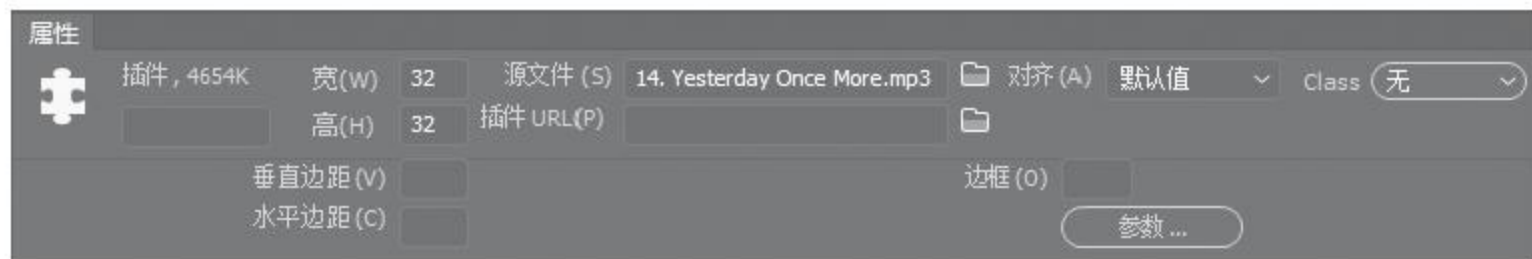 属性
插件, 4654K 宽(W) 32 源文件 (S) 14. Yesterday Once More.mp3 对齐(A) 默认值 Class 无
高(H) 32 插件 URL(P)
垂直边距(V) 边框(O)
水平边距(C) 参数...